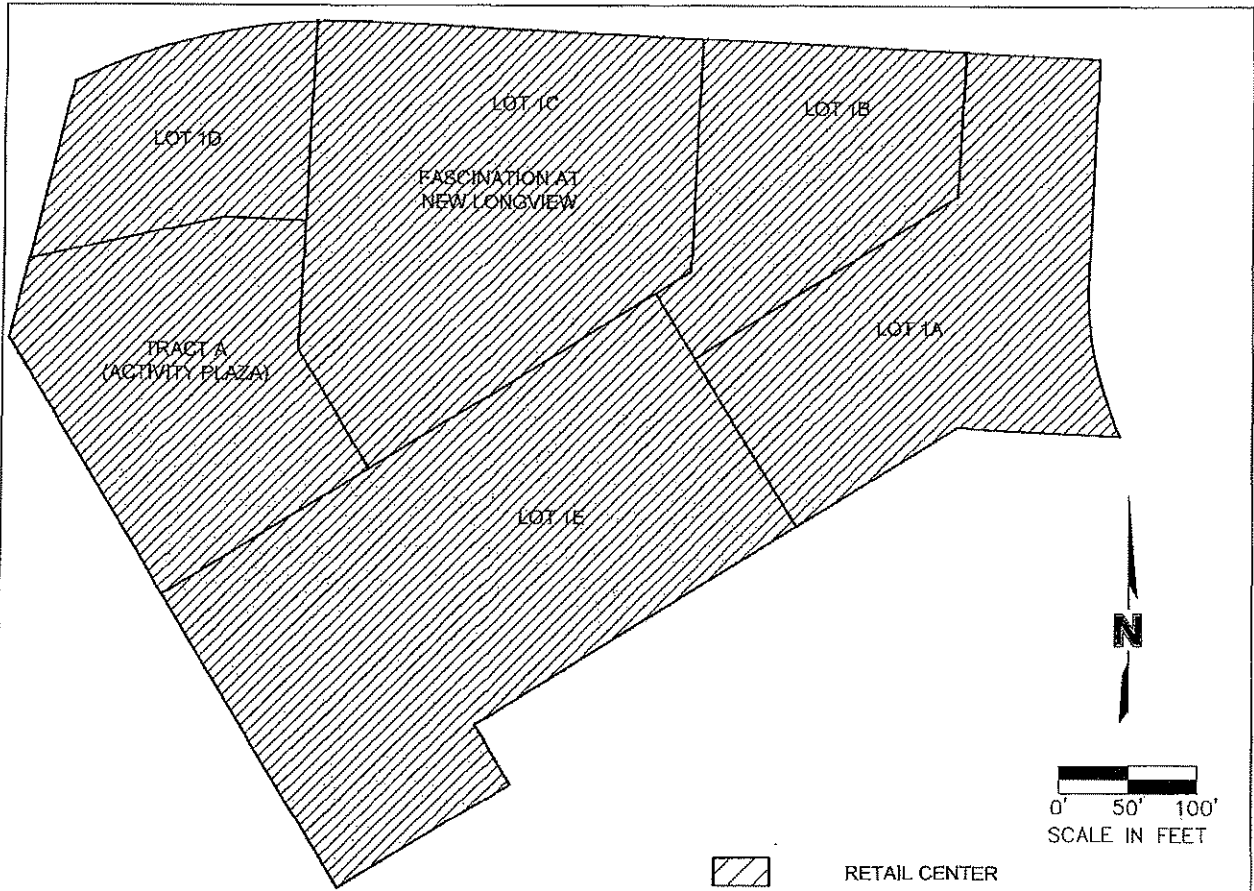 LOT 1D
LOT 1C
LOT 1B
FASCINATION AT
NEW LONGVIEW
LOT 1A
TRACT A
(ACTIVITY PLAZA)
LOT 1E
N
0' 50' 100'
SCALE IN FEET
RETAIL CENTER